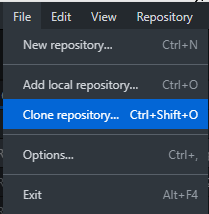 File Edit View Repository
New repository... Ctrl+N
Add local repository... Ctrl+O
Clone repository... Ctrl+Shift+O
Options... Ctrl+,
Exit Alt+F4